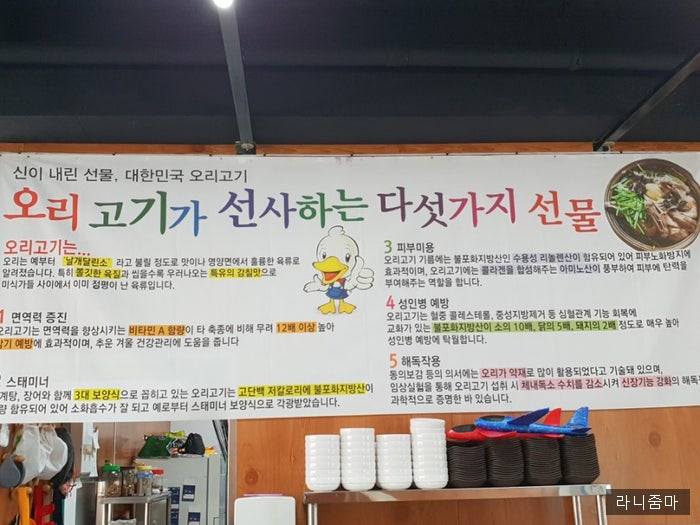 신이 내린 선물, 대한민국 오리고기
오리 고기가 선사하는 다섯가지 선물
오리고기는...
오리는 예부터 '날개달린소' 라고 불릴 정도로 맛이나 영양면에서 훌륭한 육류로
알려졌습니다. 특히 쫄깃한 육질과 씹을수록 우러나오는 특유의 감칠맛으로
미식가들 사이에서 이미 정평이 난 육류입니다.
1 면역력 증진
오리고기는 면역력을 향상시키는 비타민 A 함량이 타 축종에 비해 무려 12배 이상 높아
감기 예방에 효과적이며, 추운 겨울 건강관리에 도움을 줍니다
스태미너
계탕, 장어와 함께 3대 보양식으로 꼽히고 있는 오리고기는 고단백 저칼로리에 불포화지방산이
량 함유되어 있어 소화흡수가 잘 되고 예로부터 스태미너 보양식으로 각광받았습니다.
3 피부미용
오리고기 기름에는 불포화지방산인 수용성 리놀렌산이 함유되어 있어 피부노화방지에
효과적이며, 오리고기에는 콜라겐을 합성해주는 아미노산이 풍부하여 피부에 탄력을
부여해주는 역할을 합니다.
4 성인병 예방
오리고기는 혈중 콜레스테롤, 중성지방제거 등 심혈관계 기능 회복에
효과가 있는 불포화지방산이 소의 10배, 닭의 5배, 돼지의 2배 정도로 매우 높아
성인병 예방에 탁월합니다.
5 해독작용
동의보감 등의 의서에는 오리가 약재로 많이 활용되었다고 기술돼 있으며,
임상실험을 통해 오리고기 섭취 시 체내독소 수치를 감소시켜 신장기능 강화의 해독
과학적으로 증명한 바 있습니다.
라니줌마